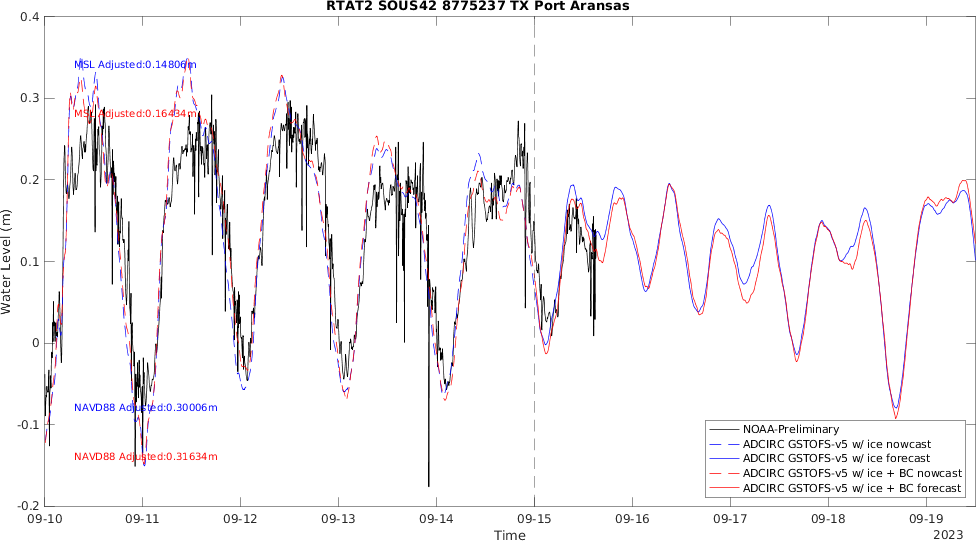 RTAT2 SOUS42 8775237 TX Port Aransas
0.4
0.3
0.2
0.1
0
-0.1
-0.2
Water Level (m)
MSL Adjusted:0.14806m
MSL Adjusted:0.16434m
NAVD88 Adjusted:0.30006m
NAVD88 Adjusted:0.31634m
NOAA-Preliminary
ADCIRC GSTOFS-v5 w/ ice nowcast
ADCIRC GSTOFS-v5 w/ ice forecast
ADCIRC GSTOFS-v5 w/ ice + BC nowcast
ADCIRC GSTOFS-v5 w/ ice + BC forecast
09-10 09-11 09-12 09-13 09-14 09-15 09-16 09-17 09-18 09-19
Time
2023